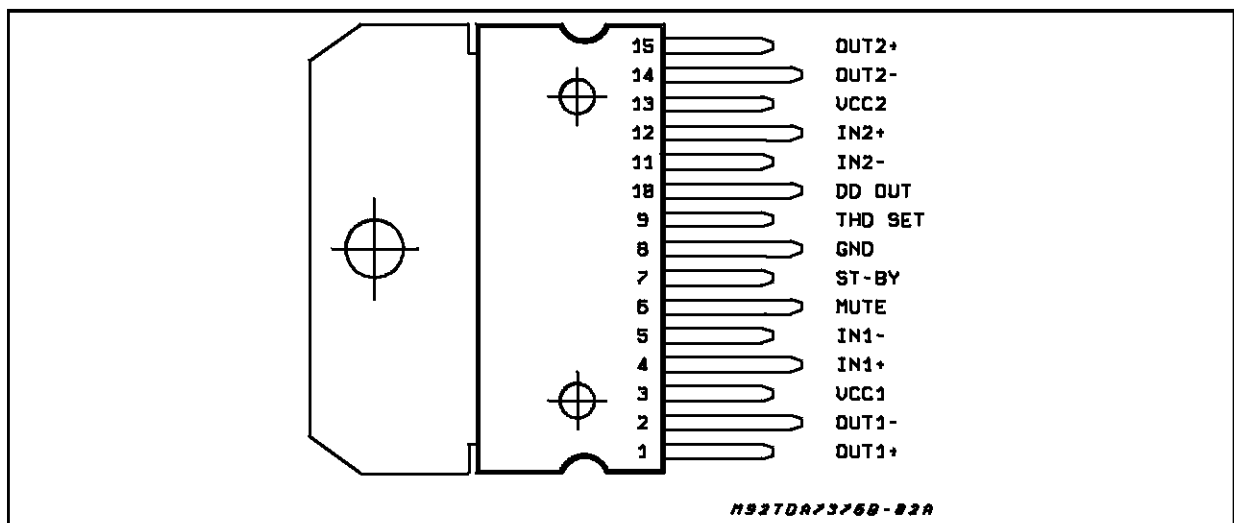 15 OUT2+
14 OUT2-
13 VCC2
12 IN2+
11 IN2-
10 DD OUT
9 THD SET
8 GND
7 ST-BY
6 MUTE
5 IN1-
4 IN1+
3 VCC1
2 OUT1-
1 OUT1+
M92TDA7376B-02A